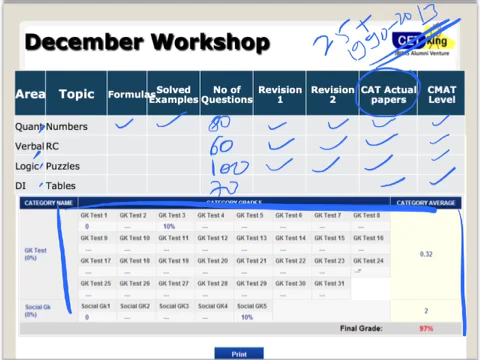 December Workshop
25+
1990-2013
CETking
JBIMS Alumni Venture
Area Topic Formulas Solved Examples No of Questions Revision 1 Revision 2 CAT Actual papers CMAT Level
Quant Numbers 80
Verbal RC 60
Logic Puzzles 100
DI Tables 70
CATEGORY NAME CATEGORY GRADES CATEGORY AVERAGE
GK Test 1 GK Test 2 GK Test 3 GK Test 4 GK Test 5 GK Test 6 GK Test 7 GK Test 8
0 ... 10% ... ... ... ... ...
GK Test 9 GK Test 10 GK Test 11 GK Test 12 GK Test 13 GK Test 14 GK Test 15 GK Test 16
... ... ... ... ... ... ... ...
GK Test (0%) 0.32
GK Test 17 GK Test 18 GK Test 19 GK Test 20 GK Test 21 GK Test 22 GK Test 23 GK Test 24
... ... ... ... ... ... ... ...
GK Test 25 GK Test 26 GK Test 27 GK Test 28 GK Test 29 GK Test 30 GK Test 31
... ... ... ... ... ... ...
Social Gk (0%) Social Gk1 Social GK2 Social GK3 Social GK4 Social GK5 2
0 ... ... ... 10%
Final Grade: 97%
Print